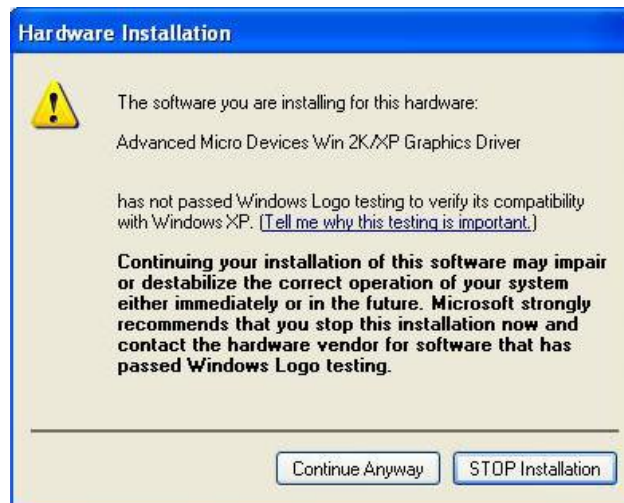 Hardware Installation
The software you are installing for this hardware:
Advanced Micro Devices Win 2K/XP Graphics Driver
has not passed Windows Logo testing to verify its compatibility
with Windows XP. (Tell me why this testing is important.)
Continuing your installation of this software may impair
or destabilize the correct operation of your system
either immediately or in the future. Microsoft strongly
recommends that you stop this installation now and
contact the hardware vendor for software that has
passed Windows Logo testing.
Continue Anyway
STOP Installation